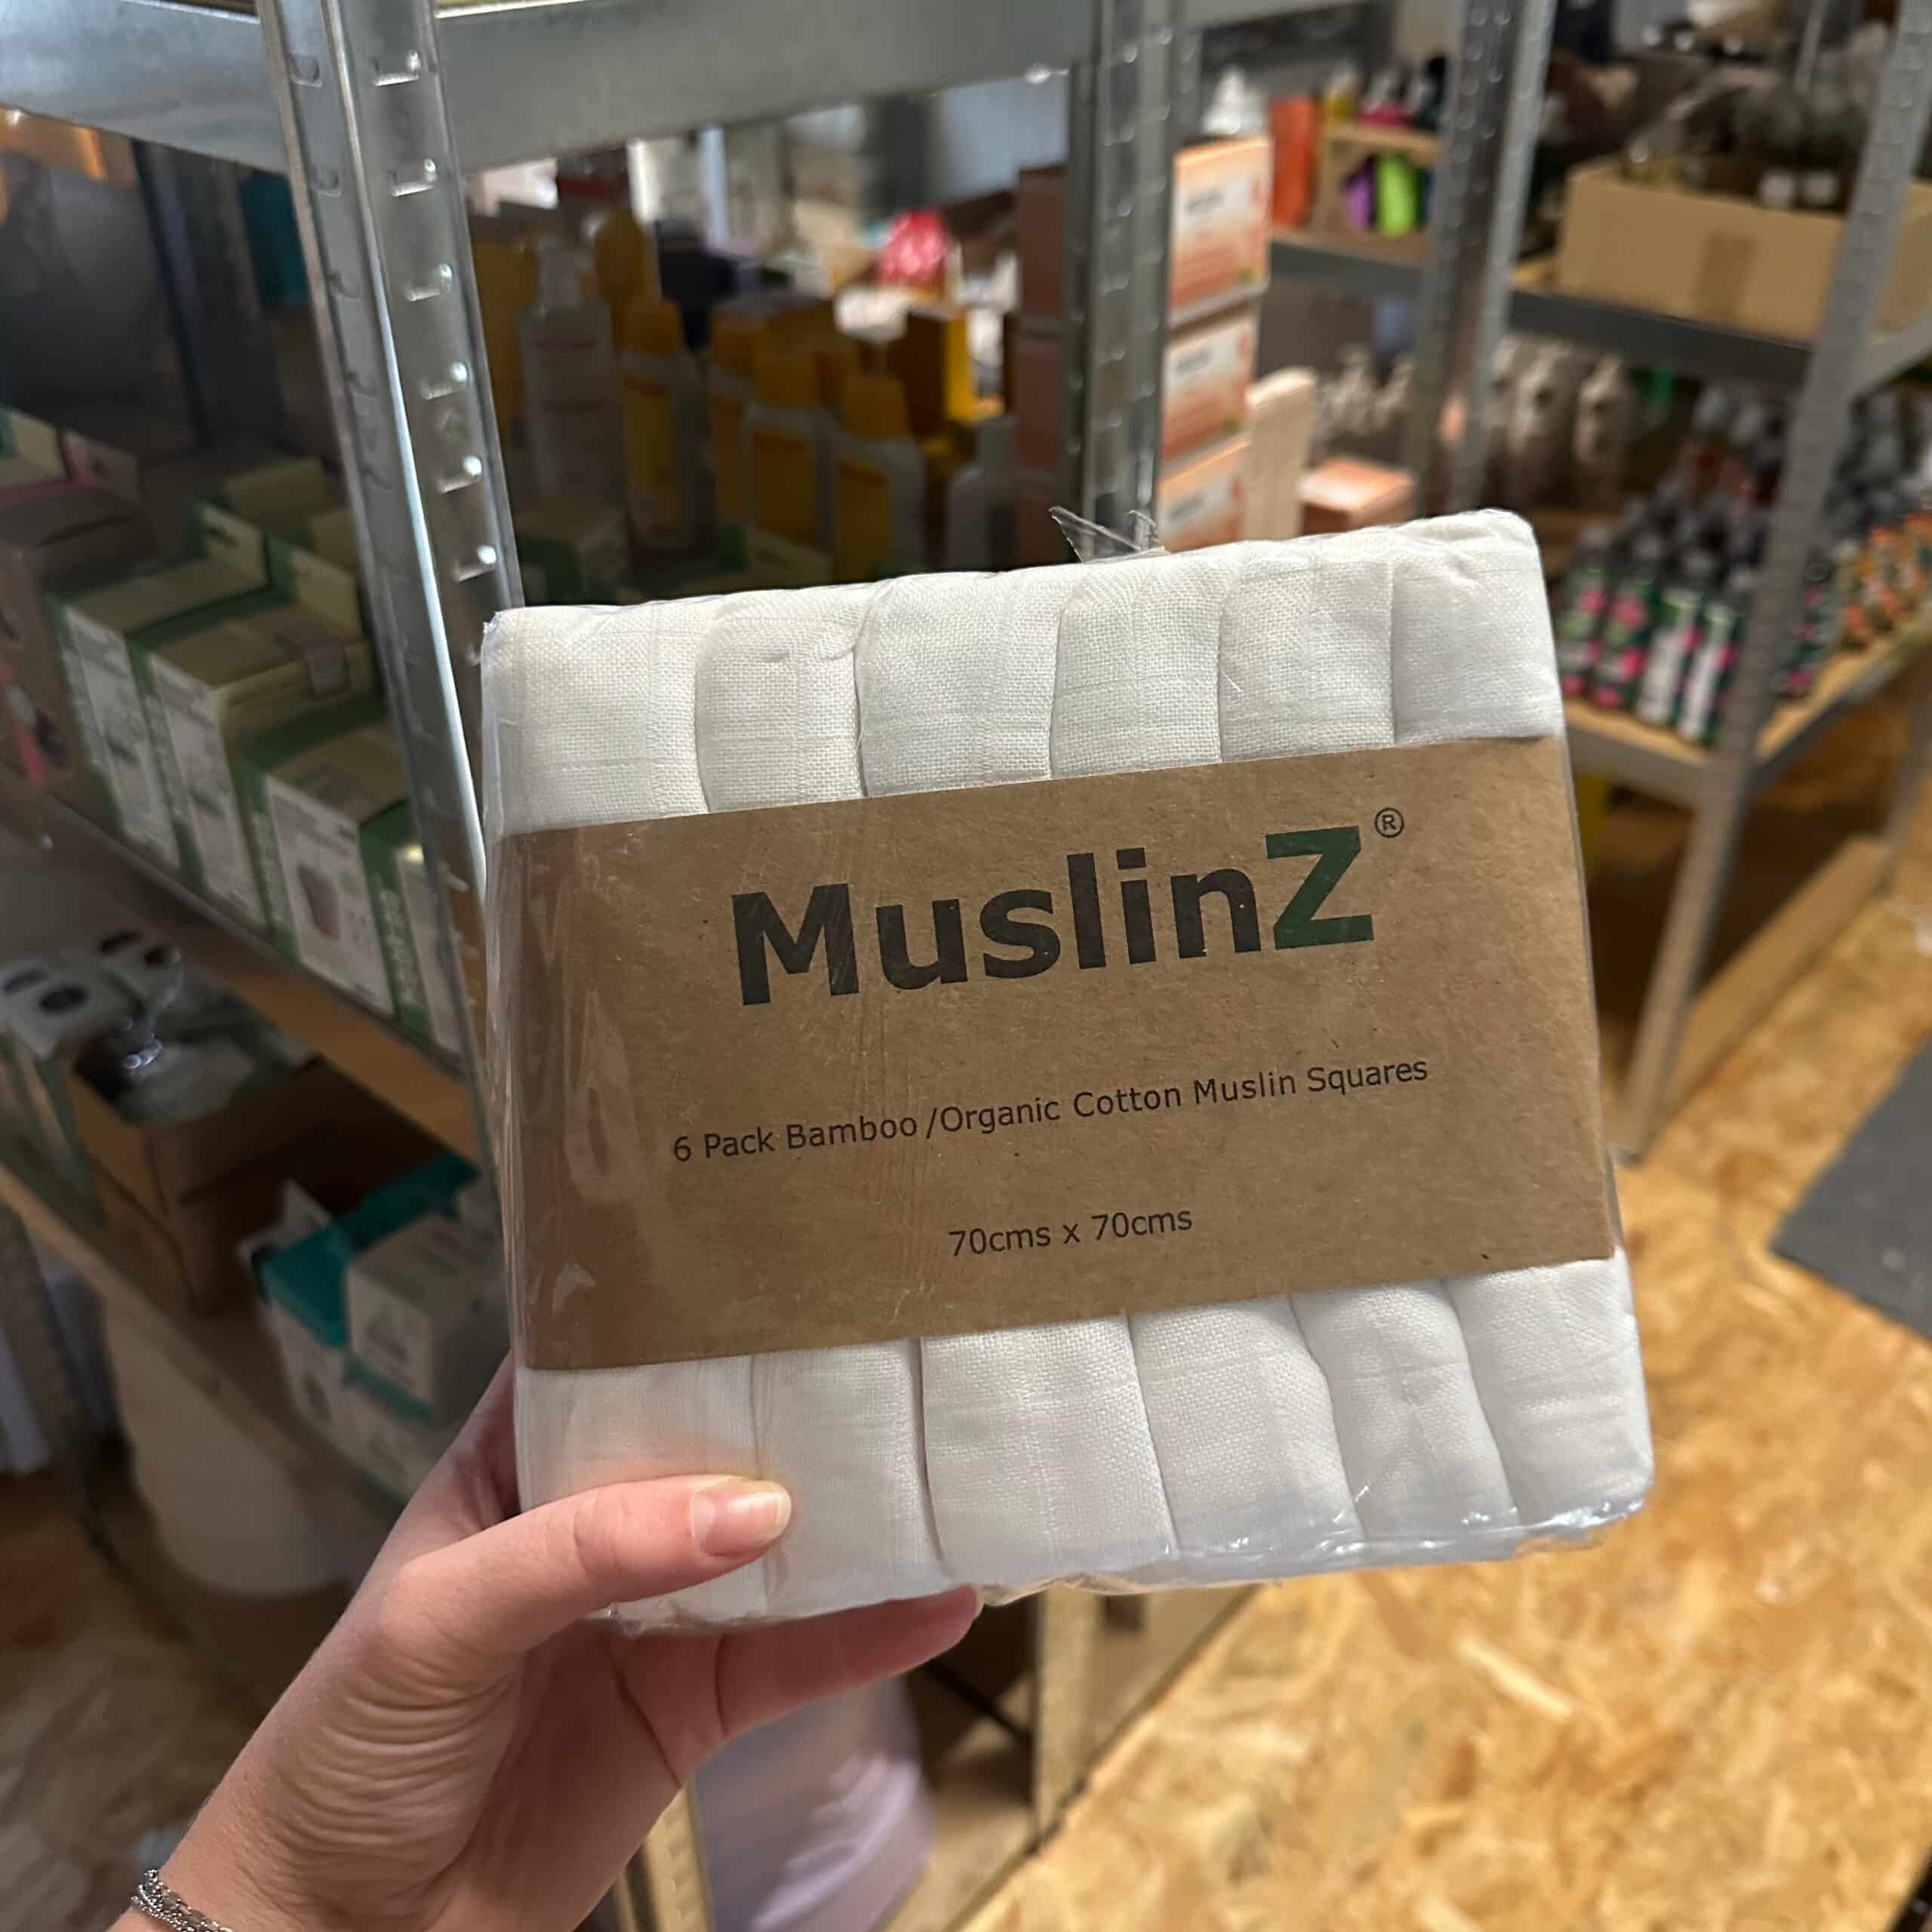 MuslinZ®
6 Pack Bamboo /Organic Cotton Muslin Squares
70cms x 70cms